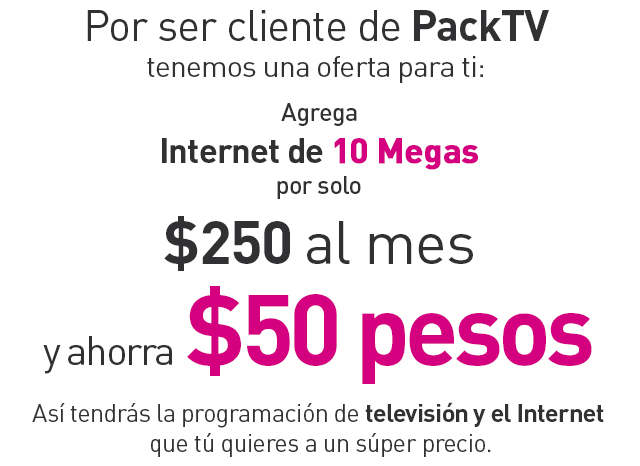 Por ser cliente de PackTV
tenemos una oferta para ti:
Agrega
Internet de 10 Megas
por solo
$250 al mes
y ahorra $50 pesos
Así tendrás la programación de televisión y el Internet
que tú quieres a un súper precio.